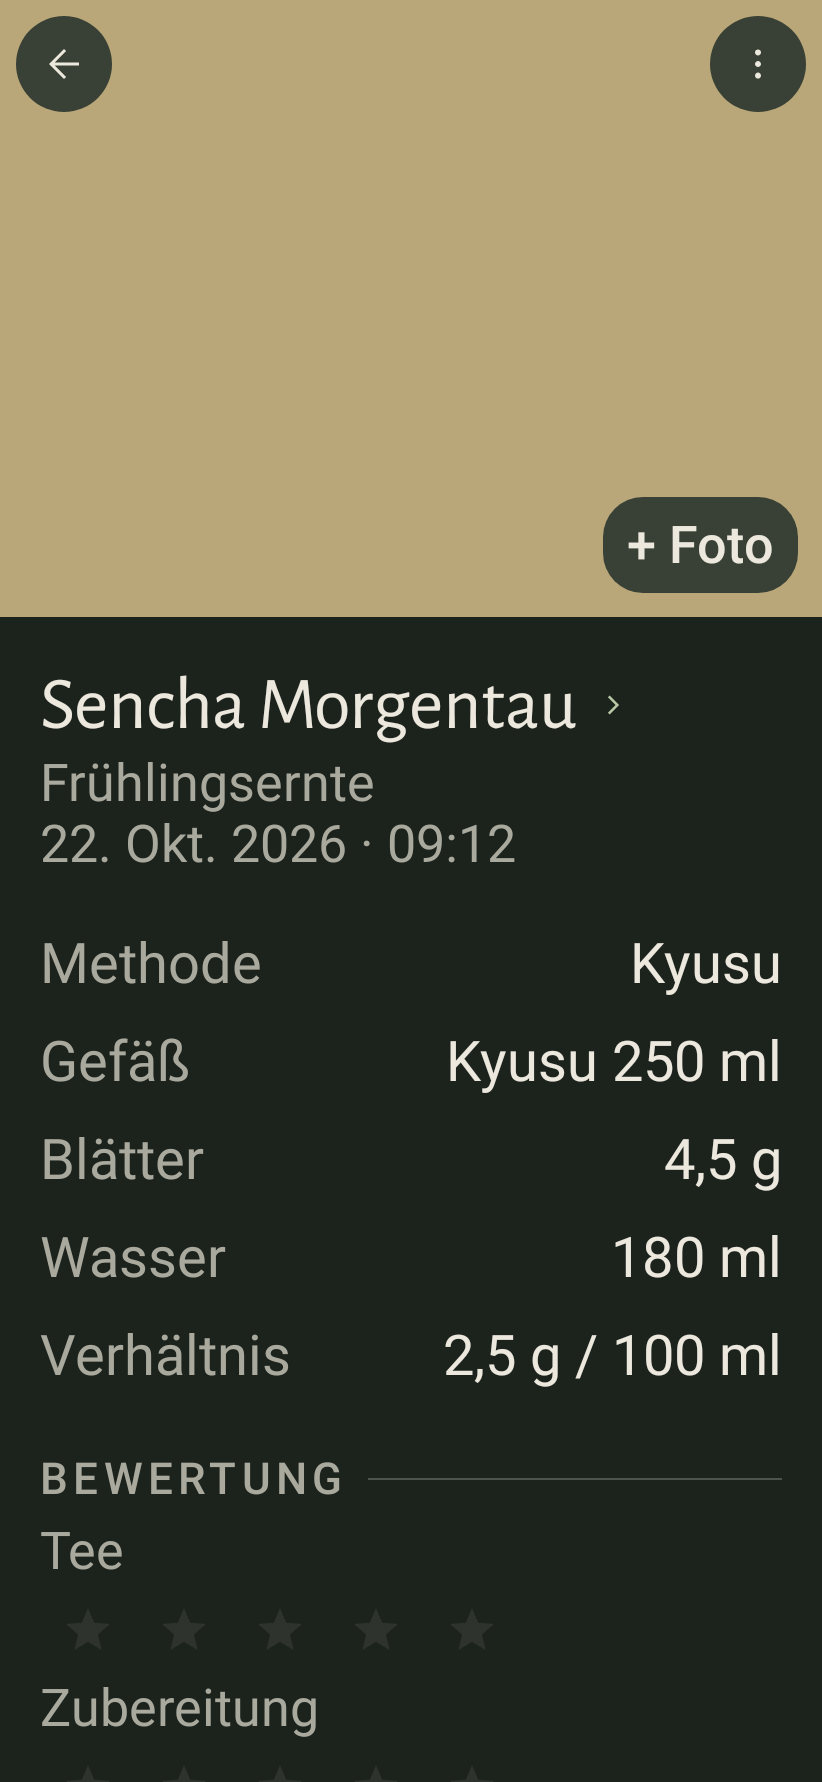 + Foto
Sencha Morgentau
Frühlingsernte
22. Okt. 2026 · 09:12
Methode Kyusu
Gefäß Kyusu 250 ml
Blätter 4,5 g
Wasser 180 ml
Verhältnis 2,5 g / 100 ml
BEWERTUNG
Tee
Zubereitung